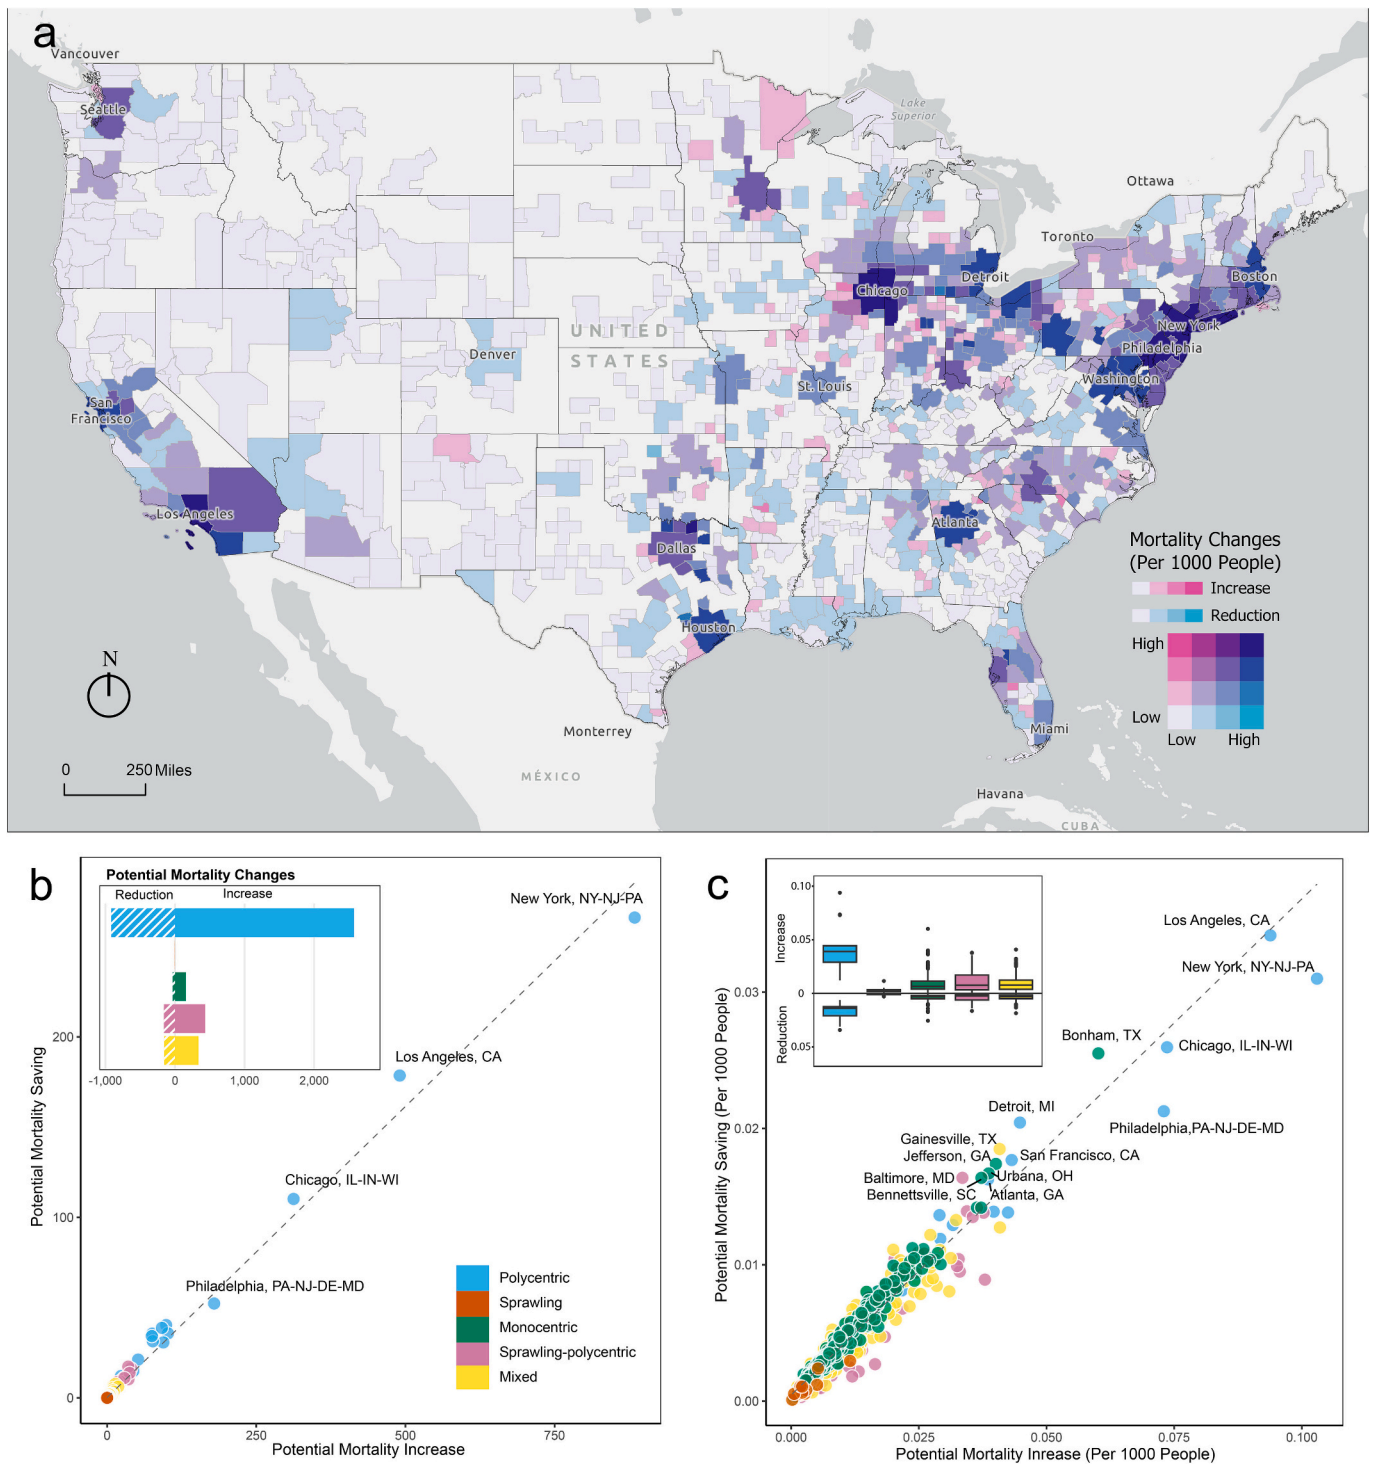 a
Vancouver
Seattle
Lake
Superior
Ottawa
Toronto
Detroit
Boston
Chicago
New York
UNITED
STATES
Philadelphia
Denver
Washington
St. Louis
San
Francisco
Los Angeles
Atlanta
Dallas
Mortality Changes
(Per 1000 People)
Increase
Reduction
High
Low
Low
High
Houston
N
Miami
Monterrey
0
250 Miles
MÉXICO
Havana
CUBA
b
Potential Mortality Changes
Reduction
Increase
-1,000
0
1,000
2,000
New York, NY-NJ-PA
Los Angeles, CA
Chicago, IL-IN-WI
Philadelphia, PA-NJ-DE-MD
Polycentric
Sprawling
Monocentric
Sprawling-polycentric
Mixed
Potential Mortality Saving
200
100
0
0
250
500
750
Potential Mortality Increase
c
0.10
0.05
0
0.05
Increase
Reduction
Los Angeles, CA
New York, NY-NJ-PA
Bonham, TX
Chicago, IL-IN-WI
Detroit, MI
Philadelphia,PA-NJ-DE-MD
Gainesville, TX
Jefferson, GA
San Francisco, CA
Baltimore, MD
Urbana, OH
Bennettsville, SC
Atlanta, GA
Potential Mortality Saving (Per 1000 People)
0.03
0.02
0.01
0.00
0.000
0.025
0.050
0.075
0.100
Potential Mortality Inrease (Per 1000 People)